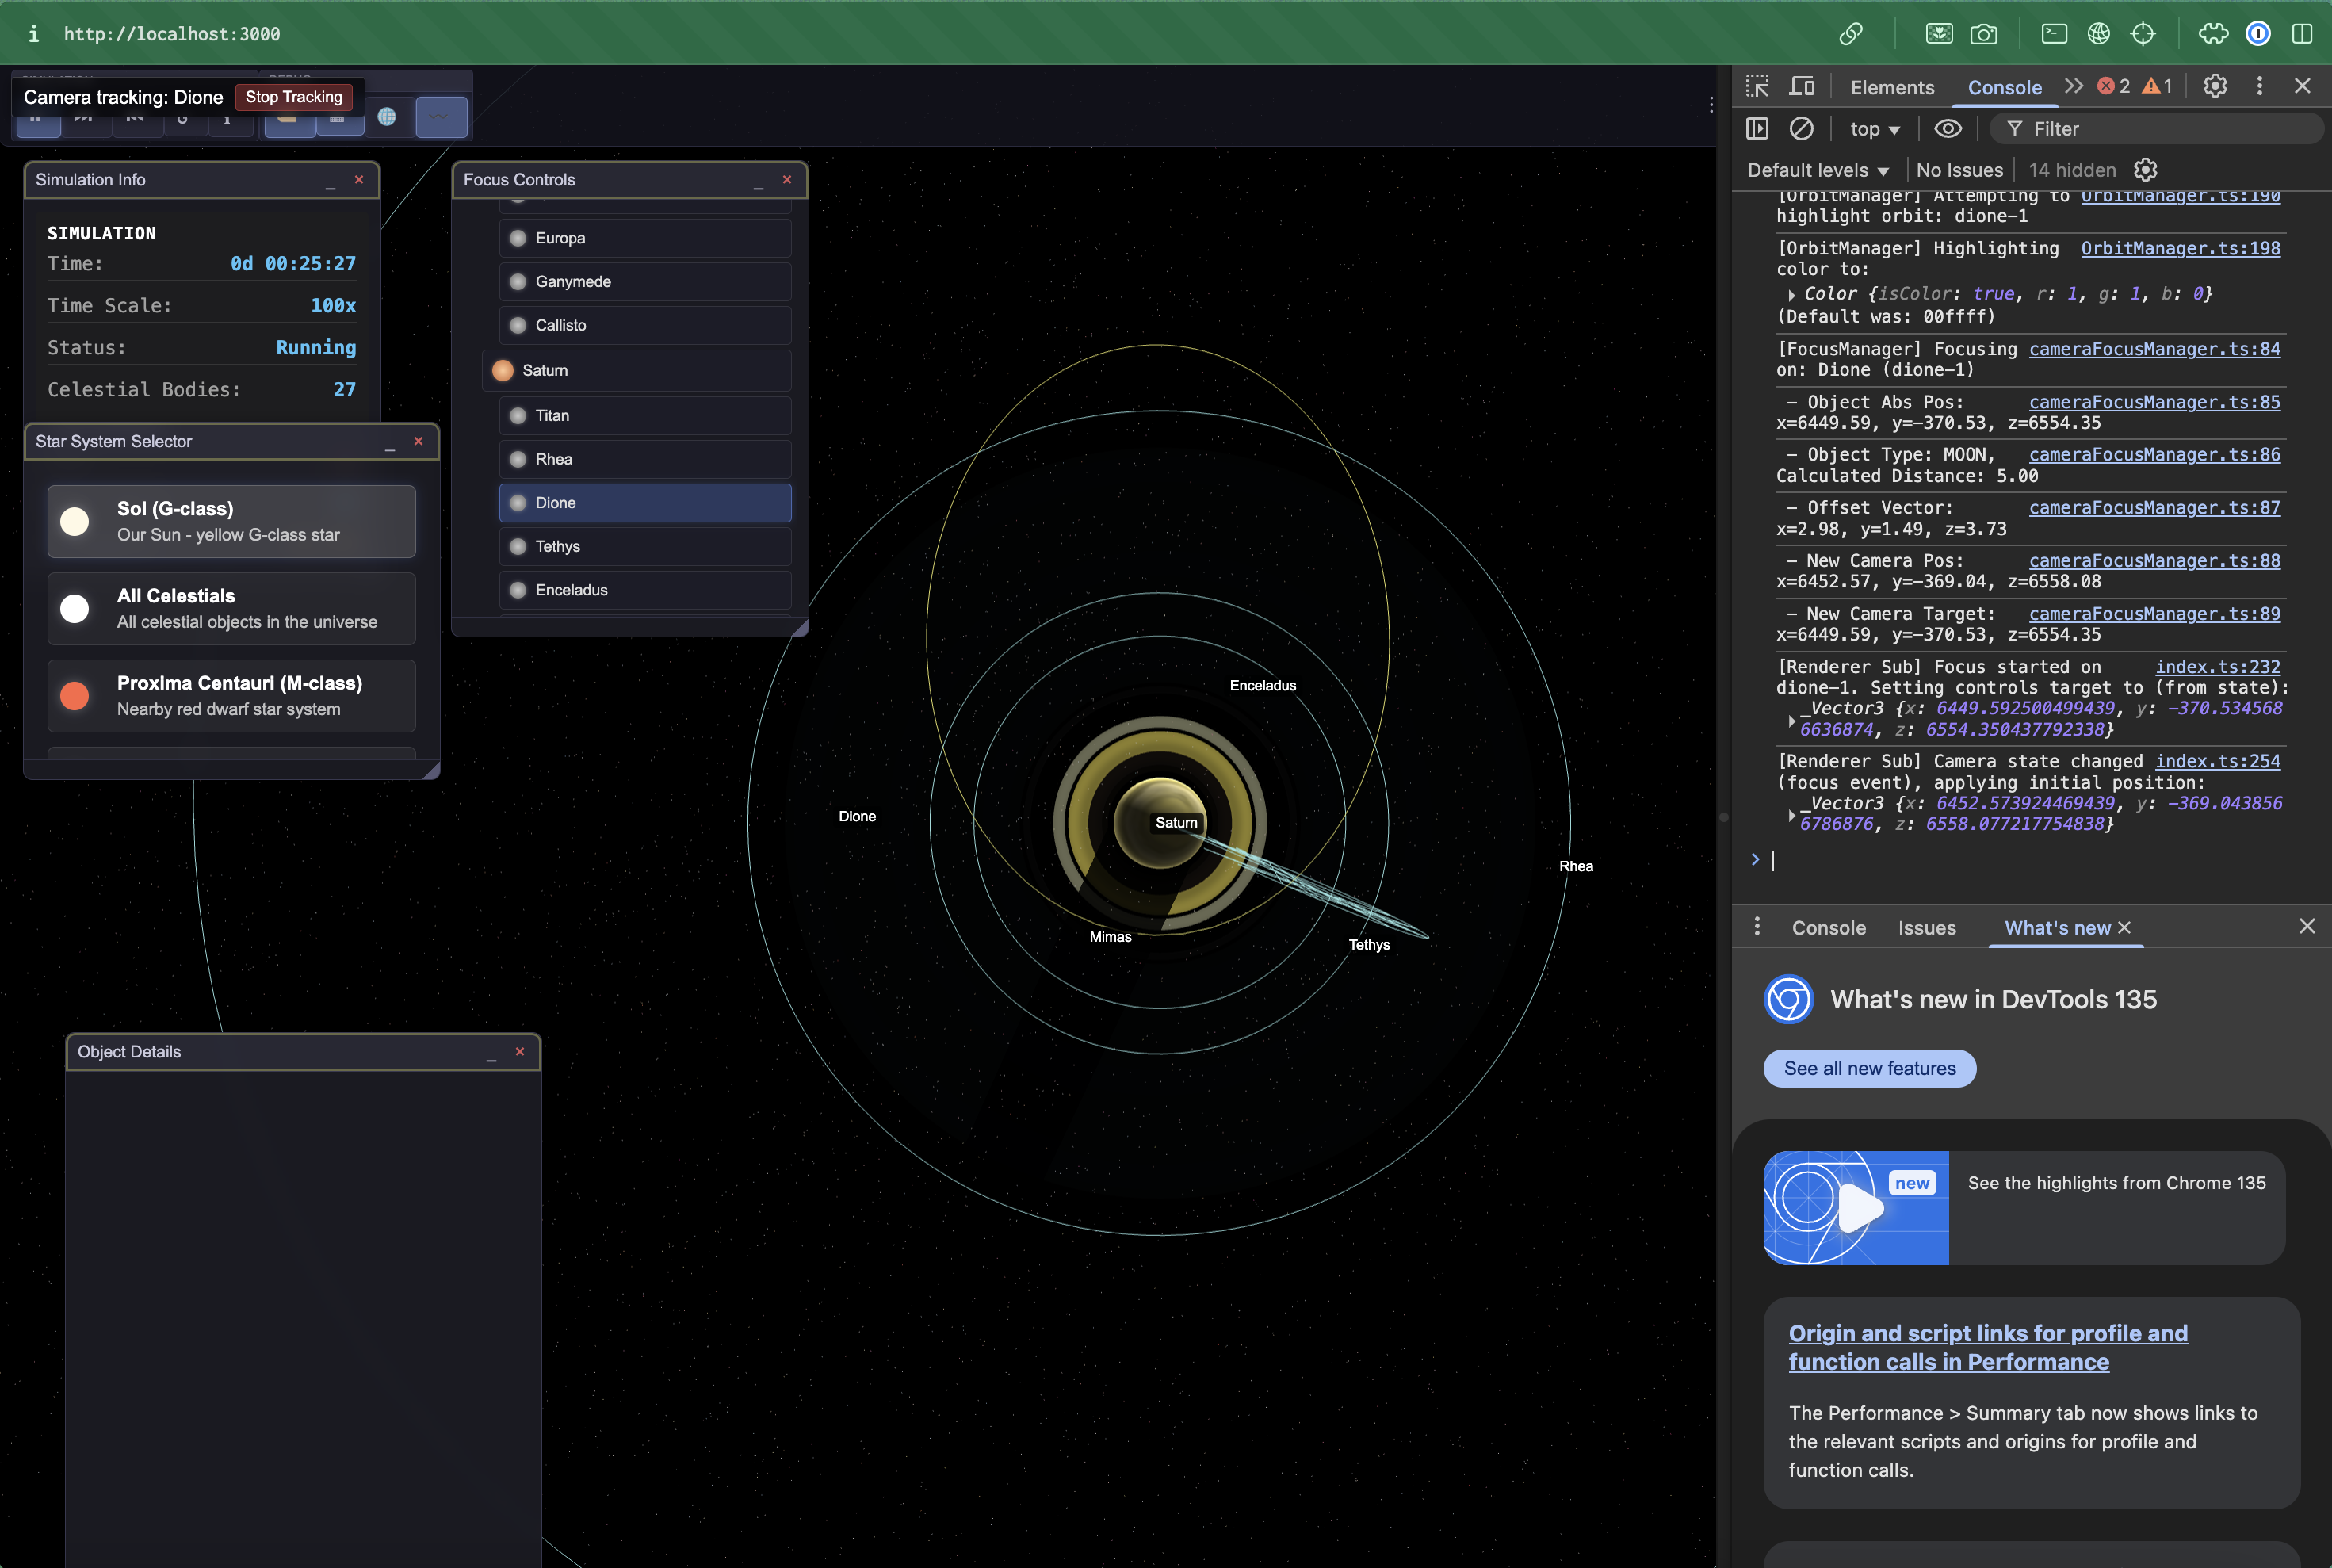 i http://localhost:3000
Camera tracking: Dione Stop Tracking
Simulation Info
SIMULATION
Time: 0d 00:25:27
Time Scale: 100x
Status: Running
Celestial Bodies: 27
Star System Selector
Sol (G-class)
Our Sun - yellow G-class star
All Celestials
All celestial objects in the universe
Proxima Centauri (M-class)
Nearby red dwarf star system
Focus Controls
Europa
Ganymede
Callisto
Saturn
Titan
Rhea
Dione
Tethys
Enceladus
Object Details
Enceladus
Dione
Saturn
Rhea
Mimas
Tethys
Elements Console 2 1
top Filter
Default levels No Issues 14 hidden
[OrbitManager] Attempting to OrbitManager.ts:190
highlight orbit: dione-1
[OrbitManager] Highlighting OrbitManager.ts:198
color to:
Color {isColor: true, r: 1, g: 1, b: 0}
(Default was: 00ffff)
[FocusManager] Focusing cameraFocusManager.ts:84
on: Dione (dione-1)
- Object Abs Pos: cameraFocusManager.ts:85
x=6449.59, y=-370.53, z=6554.35
- Object Type: MOON, cameraFocusManager.ts:86
Calculated Distance: 5.00
- Offset Vector: cameraFocusManager.ts:87
x=2.98, y=1.49, z=3.73
- New Camera Pos: cameraFocusManager.ts:88
x=6452.57, y=-369.04, z=6558.08
- New Camera Target: cameraFocusManager.ts:89
x=6449.59, y=-370.53, z=6554.35
[Renderer Sub] Focus started on index.ts:232
dione-1. Setting controls target to (from state):
_Vector3 {x: 6449.592500499439, y: -370.534568
6636874, z: 6554.350437792338}
[Renderer Sub] Camera state changed index.ts:254
(focus event), applying initial position:
_Vector3 {x: 6452.573924469439, y: -369.043856
6786876, z: 6558.077217754838}
Console Issues What's new
What's new in DevTools 135
See all new features
new
See the highlights from Chrome 135
Origin and script links for profile and
function calls in Performance
The Performance > Summary tab now shows links to
the relevant scripts and origins for profile and
function calls.